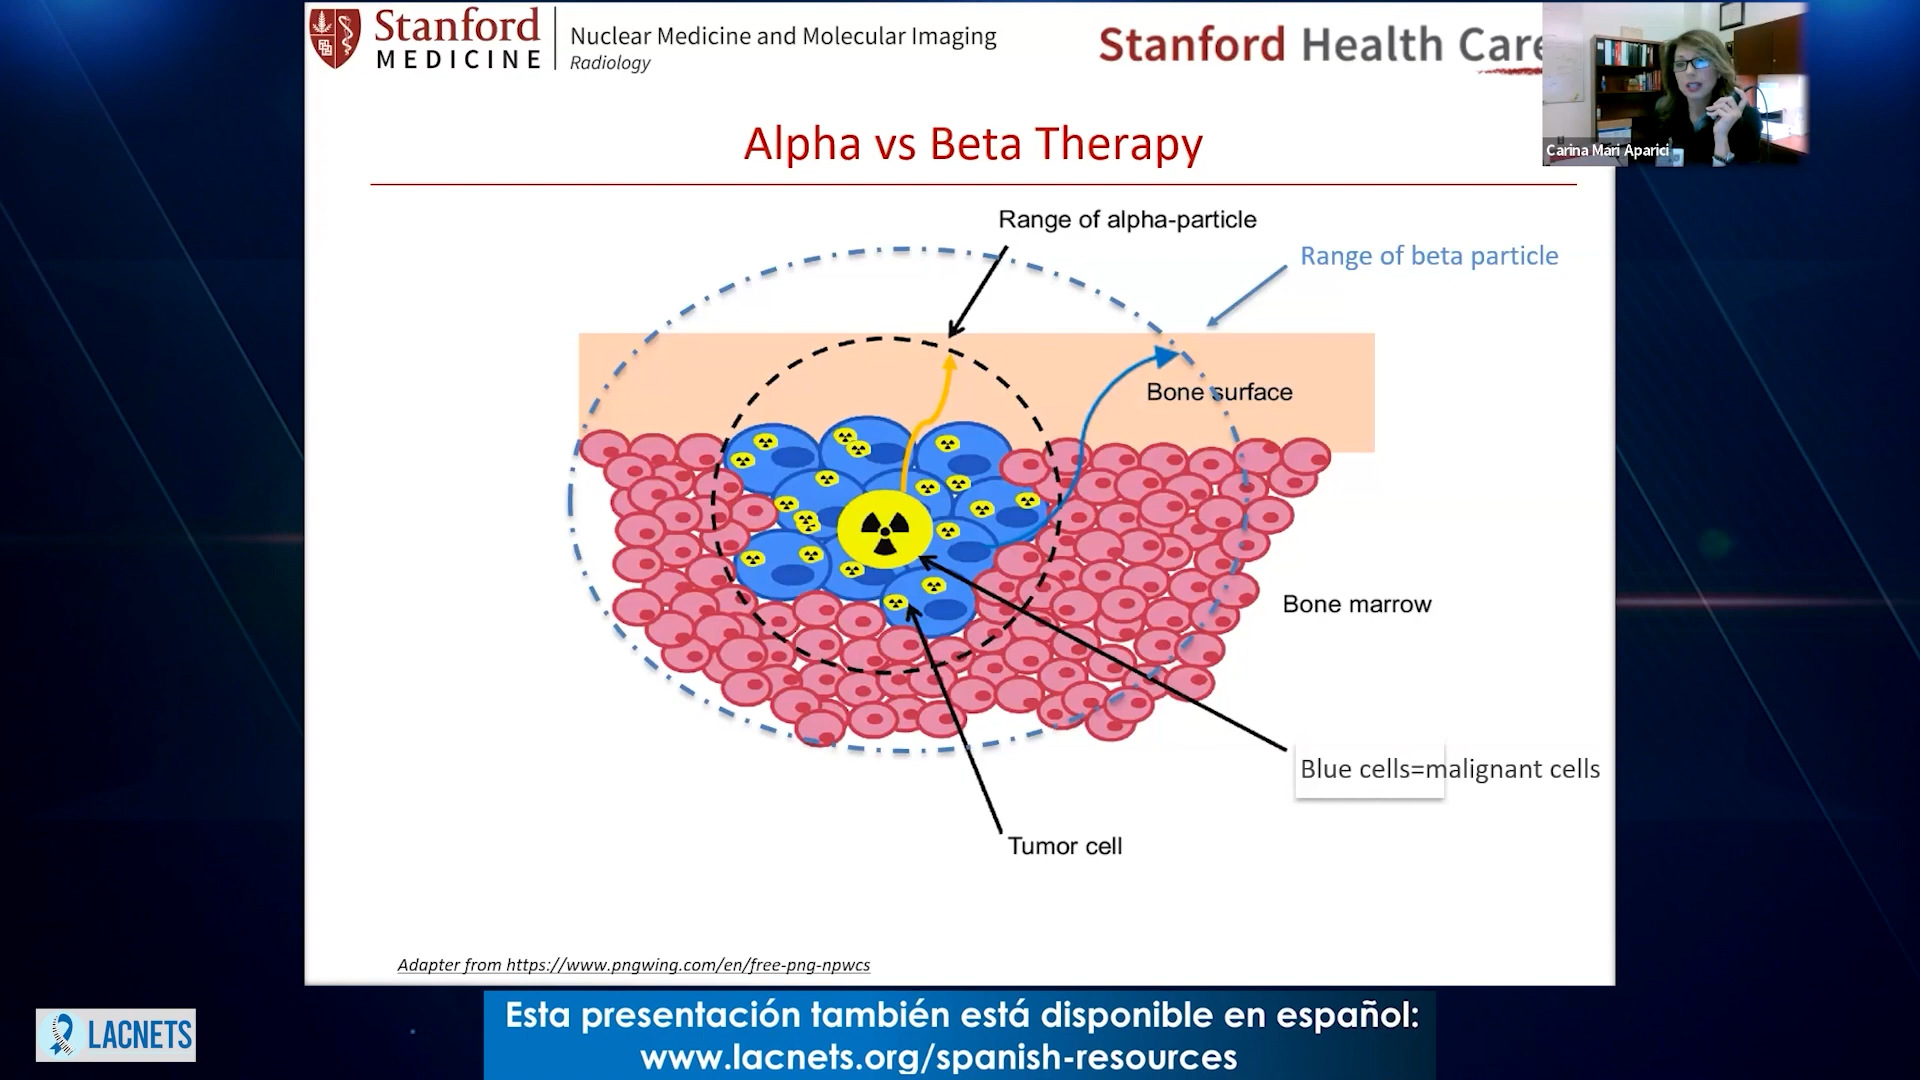 Stanford
MEDICINE
Nuclear Medicine and Molecular Imaging
Radiology
Stanford Health Care
Carina Mari Aparici
Alpha vs Beta Therapy
Range of alpha-particle
Range of beta particle
Bone surface
Bone marrow
Blue cells=malignant cells
Tumor cell
Adapter from https://www.pngwing.com/en/free-png-npwcs
LACNETS
Esta presentación también está disponible en español:
www.lacnets.org/spanish-resources